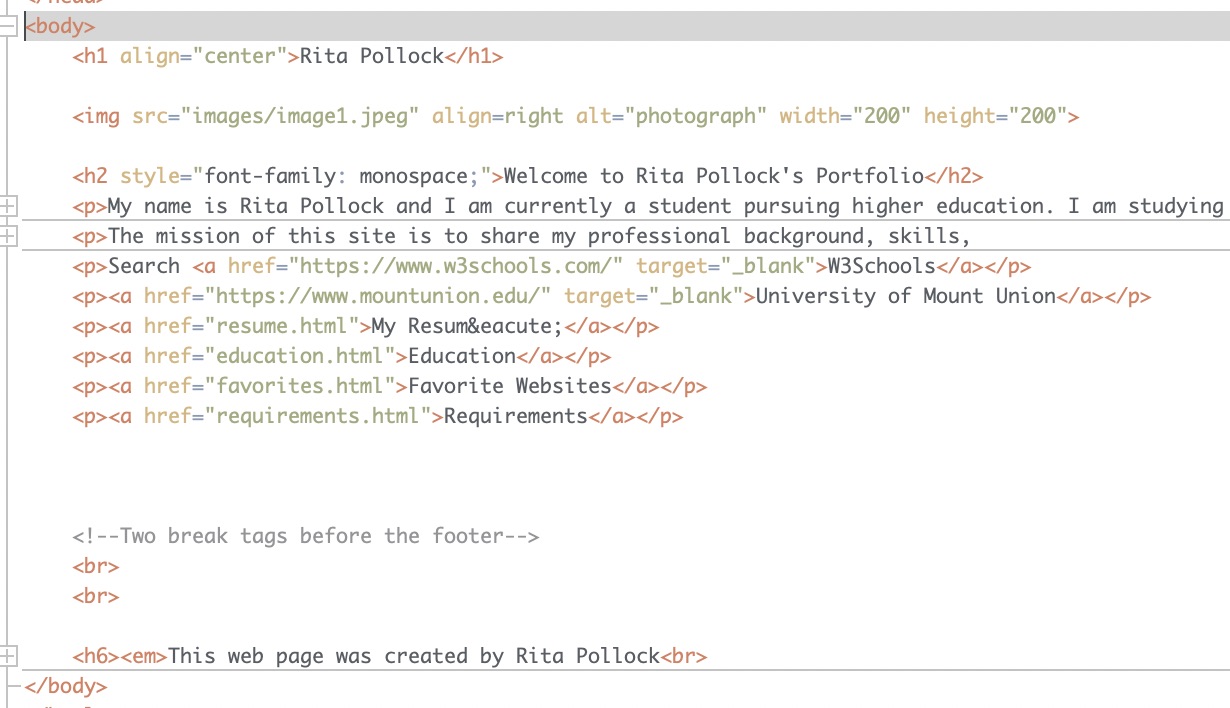 <body>
<h1 align="center">Rita Pollock</h1>
<img src="images/image1.jpeg" align=right alt="photograph" width="200" height="200">
<h2 style="font-family: monospace;">Welcome to Rita Pollock's Portfolio</h2>
<p>My name is Rita Pollock and I am currently a student pursuing higher education. I am studying
<p>The mission of this site is to share my professional background, skills,
<p>Search <a href="https://www.w3schools.com/" target="_blank">W3Schools</a></p>
<p><a href="https://www.mountunion.edu/" target="_blank">University of Mount Union</a></p>
<p><a href="resume.html">My Resum&eacute;</a></p>
<p><a href="education.html">Education</a></p>
<p><a href="favorites.html">Favorite Websites</a></p>
<p><a href="requirements.html">Requirements</a></p>
<!--Two break tags before the footer-->
<br>
<br>
<h6><em>This web page was created by Rita Pollock<br>
</body>